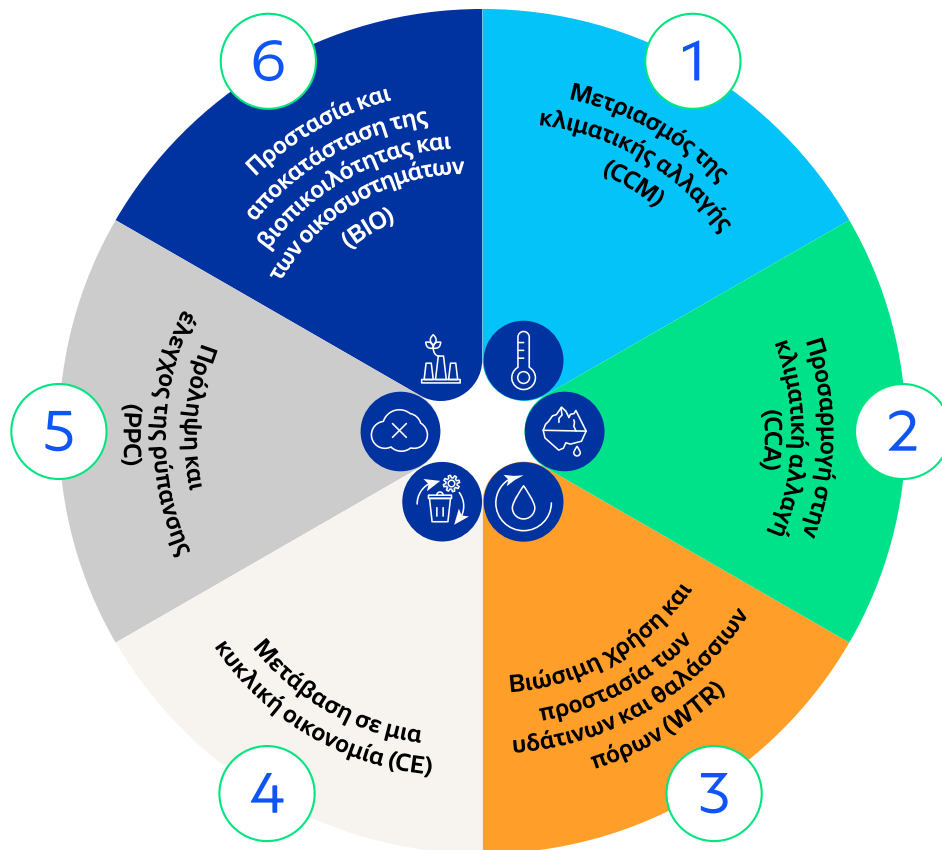 1
Μετριασμός της
κλιματικής αλλαγής
(CCM)
2
Προσαρμογή στην
κλιματική αλλαγή
(CCA)
3
Βιώσιμη χρήση και
προστασία των
υδάτινων και θαλάσσιων
πόρων (WTR)
4
Μετάβαση σε μια
κυκλική οικονομία (CE)
5
Πρόληψη και
έλεγχος της ρύπανσης
(PPC)
6
Προστασία και
αποκατάσταση της
βιοπικοιλότητας και
των οικοσυστημάτων
(BIO)